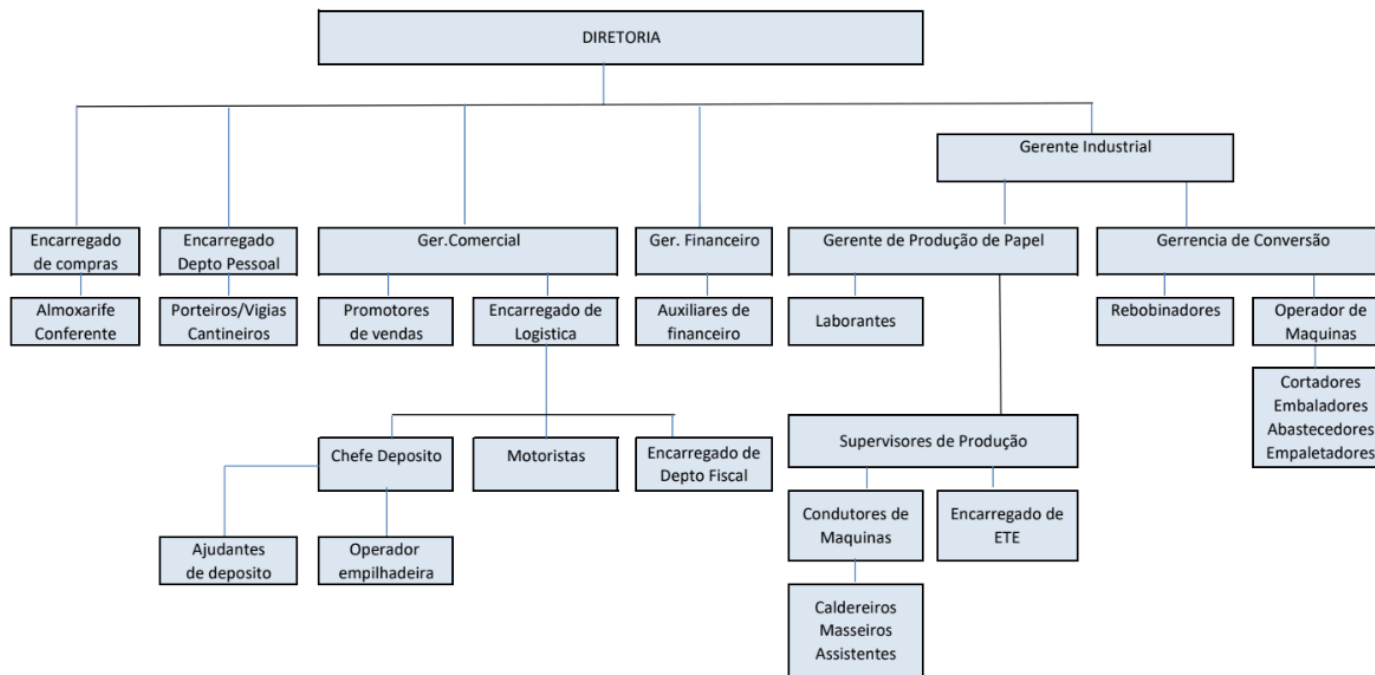 DIRETORIA
Gerente Industrial
Encarregado
de compras
Encarregado
Depto Pessoal
Ger.Comercial
Ger. Financeiro
Gerente de Produção de Papel
Gerrencia de Conversão
Almoxarife
Conferente
Porteiros/Vigias
Cantineiros
Promotores
de vendas
Encarregado de
Logistica
Auxiliares de
financeiro
Laborantes
Rebobinadores
Operador de
Maquinas
Cortadores
Embaladores
Abastecedores
Empaletadores
Chefe Deposito
Motoristas
Encarregado de
Depto Fiscal
Supervisores de Produção
Ajudantes
de deposito
Operador
empilhadeira
Condutores de
Maquinas
Encarregado de
ETE
Caldereiros
Masseiros
Assistentes